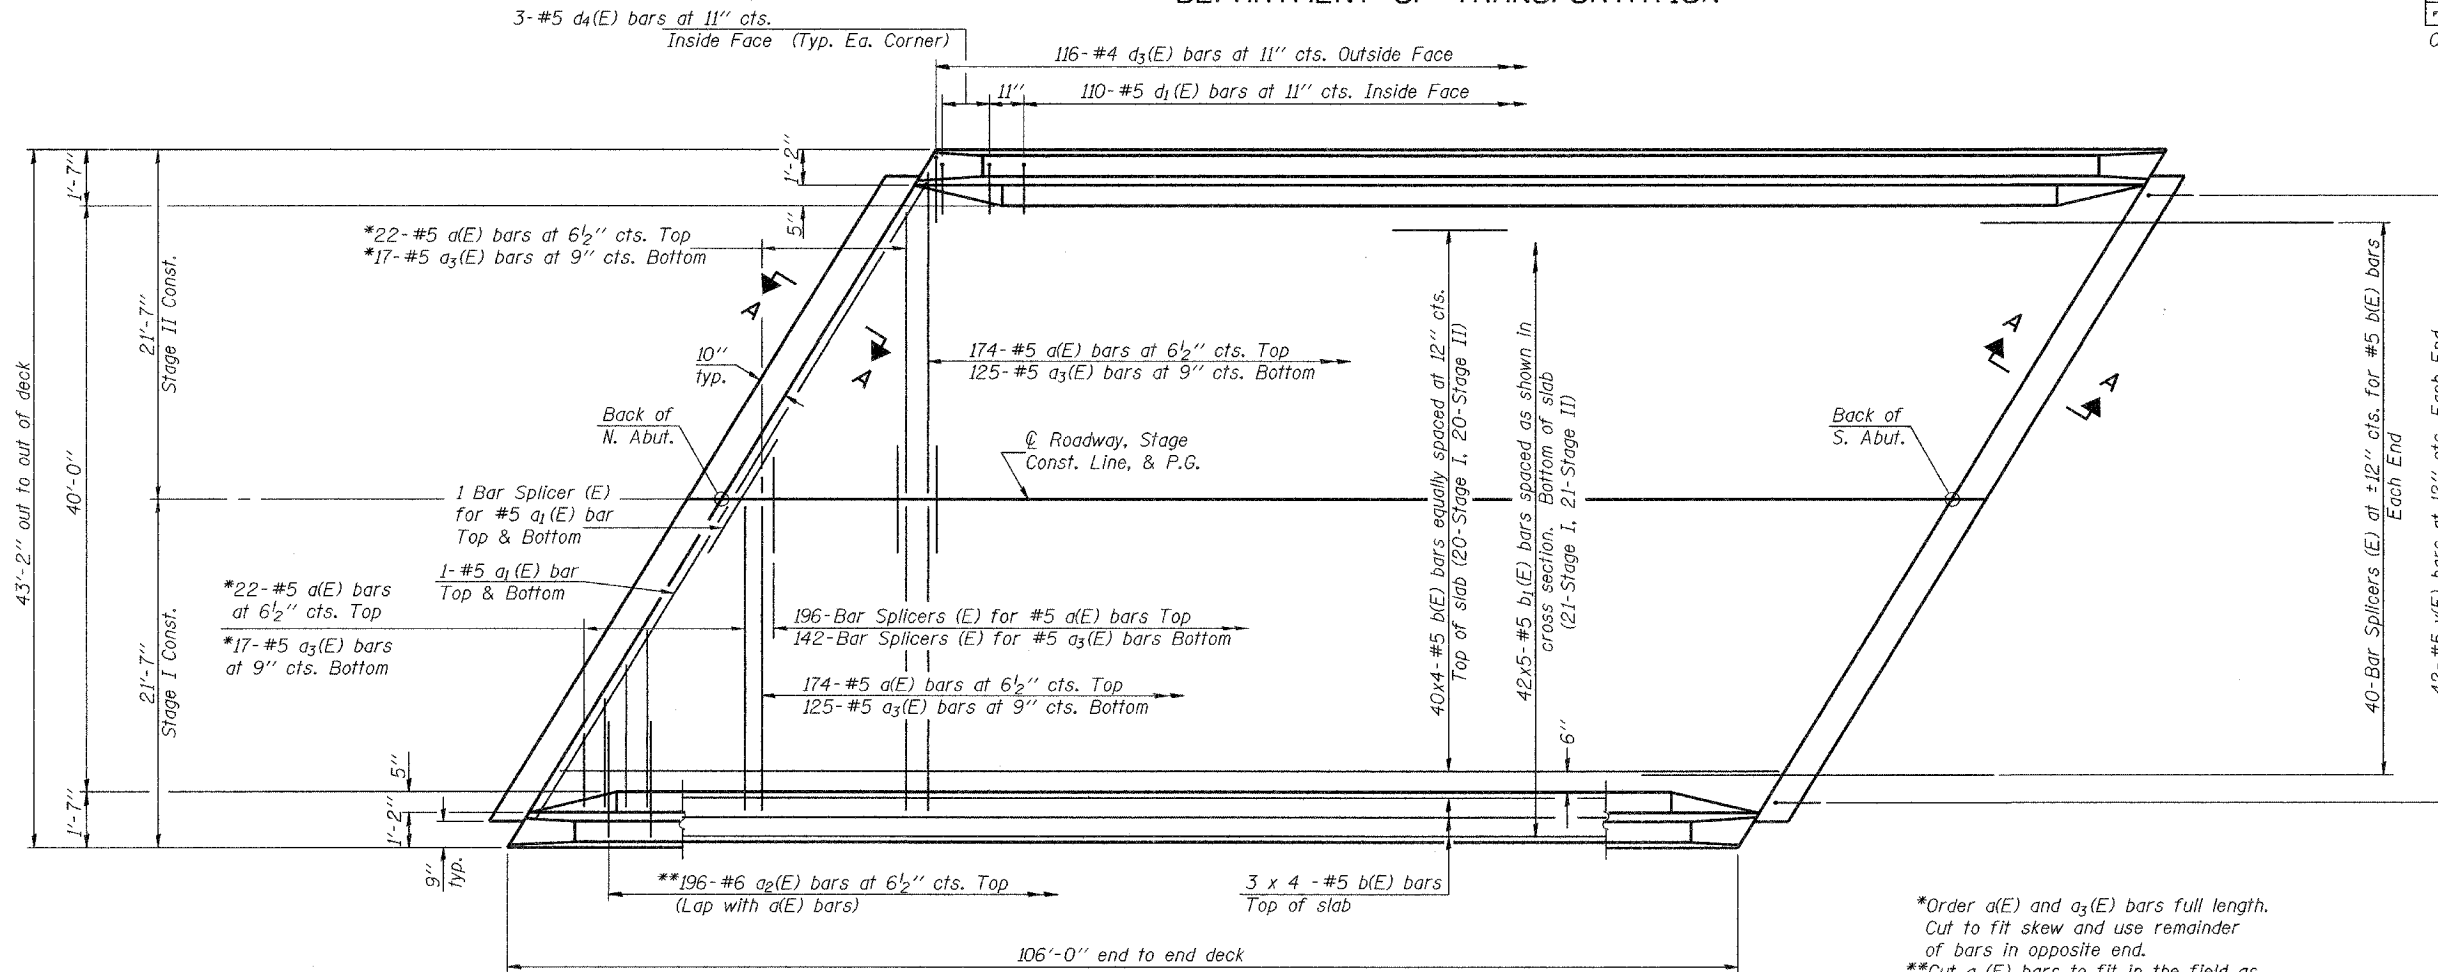 DEPARTMENT OF TRANSPORTATION
3-#5 d4(E) bars at 11" cts.
Inside Face (Typ. Ea. Corner)
116-#4 d3(E) bars at 11" cts. Outside Face
11"
110-#5 d1(E) bars at 11" cts. Inside Face
1'-7"
1'-2"
5"
*22-#5 a(E) bars at 6½" cts. Top
*17-#5 a3(E) bars at 9" cts. Bottom
21'-7"
Stage II Const.
43'-2" out to out of deck
40'-0"
A
A
A
A
10"
typ.
174-#5 a(E) bars at 6½" cts. Top
125-#5 a3(E) bars at 9" cts. Bottom
Back of
N. Abut.
℄ Roadway, Stage
Const. Line, & P.G.
Back of
S. Abut.
40x4-#5 b(E) bars equally spaced at 12" cts.
Top of slab (20-Stage I, 20-Stage II)
42x5-#5 b1(E) bars spaced as shown in
cross section. Bottom of slab
(21-Stage I, 21-Stage II)
40-Bar Splicers (E) at ±12" cts. for #5 b(E) bars
Each End
1 Bar Splicer (E)
for #5 a1(E) bar
Top & Bottom
1-#5 a1(E) bar
Top & Bottom
*22-#5 a(E) bars
at 6½" cts. Top
*17-#5 a3(E) bars
at 9" cts. Bottom
21'-7"
Stage I Const.
196-Bar Splicers (E) for #5 a(E) bars Top
142-Bar Splicers (E) for #5 a3(E) bars Bottom
174-#5 a(E) bars at 6½" cts. Top
125-#5 a3(E) bars at 9" cts. Bottom
6"
5"
1'-7"
1'-2"
9"
typ.
**196-#6 a2(E) bars at 6½" cts. Top
(Lap with a(E) bars)
3 x 4 -#5 b(E) bars
Top of slab
106'-0" end to end deck
*Order a(E) and a3(E) bars full length.
Cut to fit skew and use remainder
of bars in opposite end.
**Cut a2(E) bars to fit in the field as